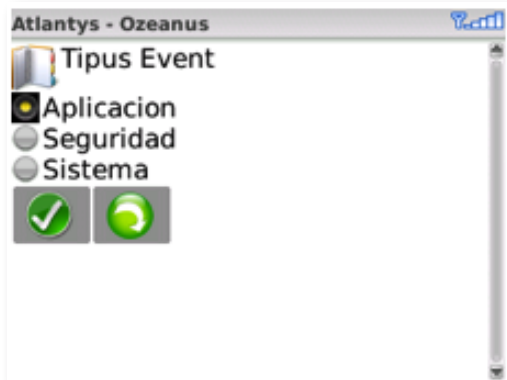 Atlantys - Ozeanus
Tipus Event
Aplicacion
Seguridad
Sistema